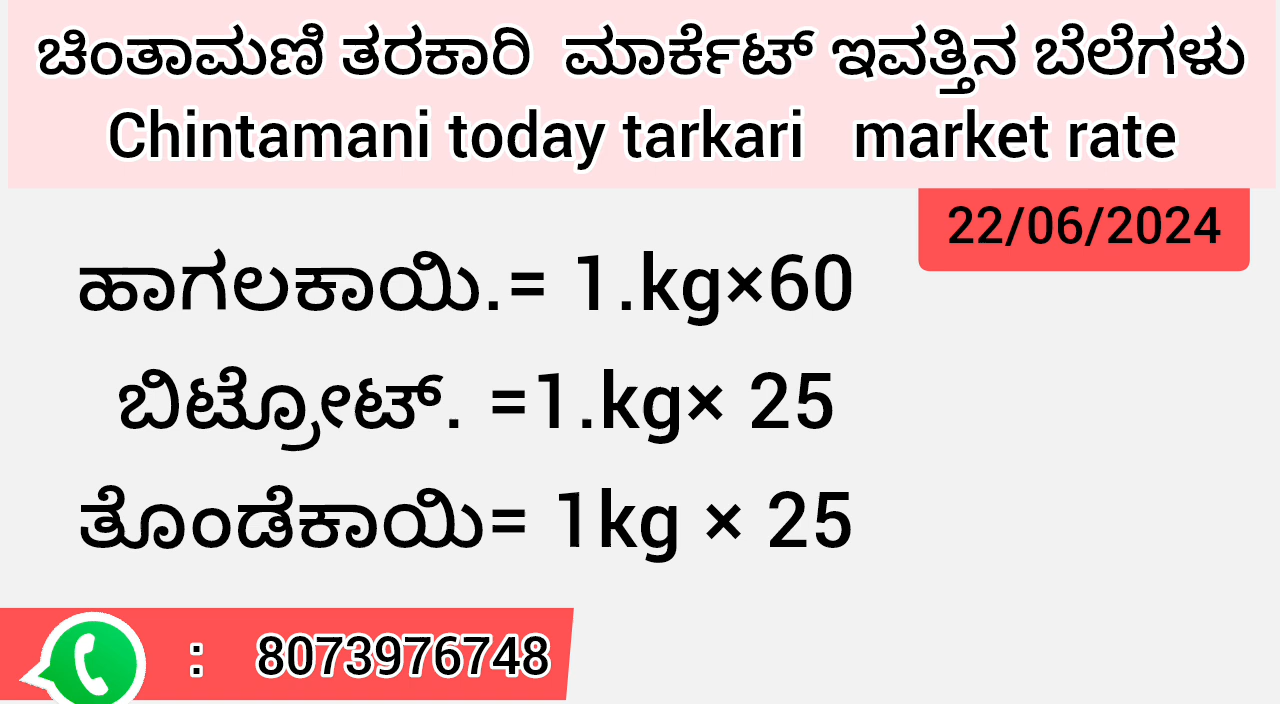 ಚಿಂತಾಮಣಿ ತರಕಾರಿ ಮಾರ್ಕೆಟ್ ಇವತ್ತಿನ ಬೆಲೆಗಳು
Chintamani today tarkari market rate
22/06/2024
ಹಾಗಲಕಾಯಿ.= 1.kg×60
ಬಿಟ್ರೋಟ್. =1.kg× 25
ತೊಂಡೆಕಾಯಿ= 1kg × 25
: 8073976748